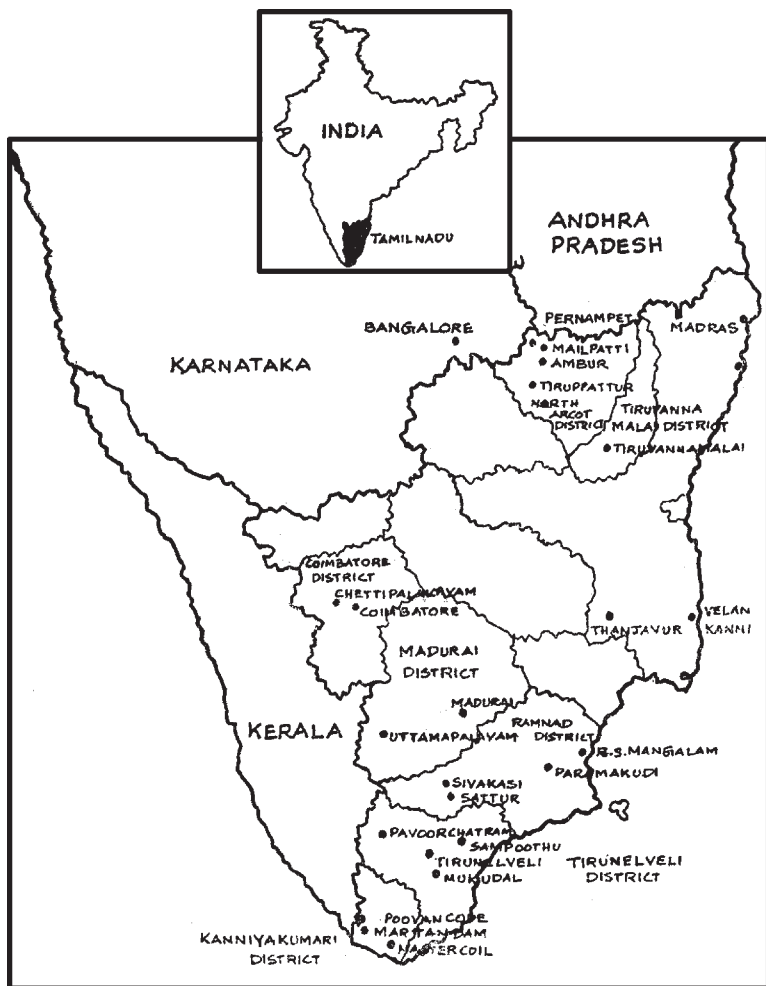 INDIA
TAMILNADU
ANDHRA
PRADESH
PERNAMPET
BANGALORE
MADRAS
MAILPATTI
AMBUR
KARNATAKA
TIRUPPATTUR
NORTH
ARCOT
DISTRICT
TIRUVANNA
MALAI DISTRICT
TIRUVANNAMALAI
COIMBATORE
DISTRICT
CHETTIPALAYAM
COIMBATORE
THANJAVUR
VELAN
KANNI
MADURAI
DISTRICT
MADURAI
RAMNAD
DISTRICT
KERALA
UTTAMAPALAYAM
R.S.MANGALAM
PARAMAKUDI
SIVAKASI
SATTUR
PAVOORCHATRAM
SAMPOOTHU
TIRUNELVELI
MUKUDAL
TIRUNELVELI
DISTRICT
POOVANCODE
MARTANDAM
KANNIYAKUMARI
DISTRICT